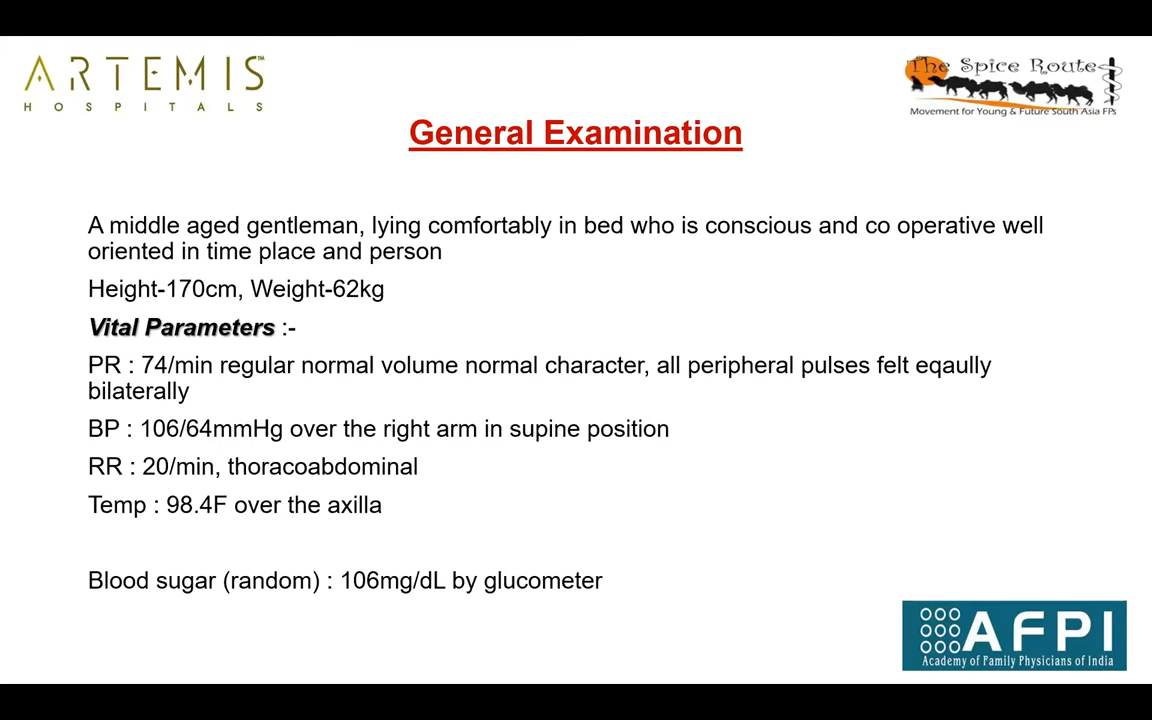 ARTEMIS
HOSPITALS
The Spice Route
Movement for Young & Future South Asia FPs
General Examination
A middle aged gentleman, lying comfortably in bed who is conscious and co operative well
oriented in time place and person
Height-170cm, Weight-62kg
Vital Parameters :-
PR : 74/min regular normal volume normal character, all peripheral pulses felt eqaully
bilaterally
BP : 106/64mmHg over the right arm in supine position
RR : 20/min, thoracoabdominal
Temp : 98.4F over the axilla
Blood sugar (random) : 106mg/dL by glucometer
AFPI
Academy of Family Physicians of India